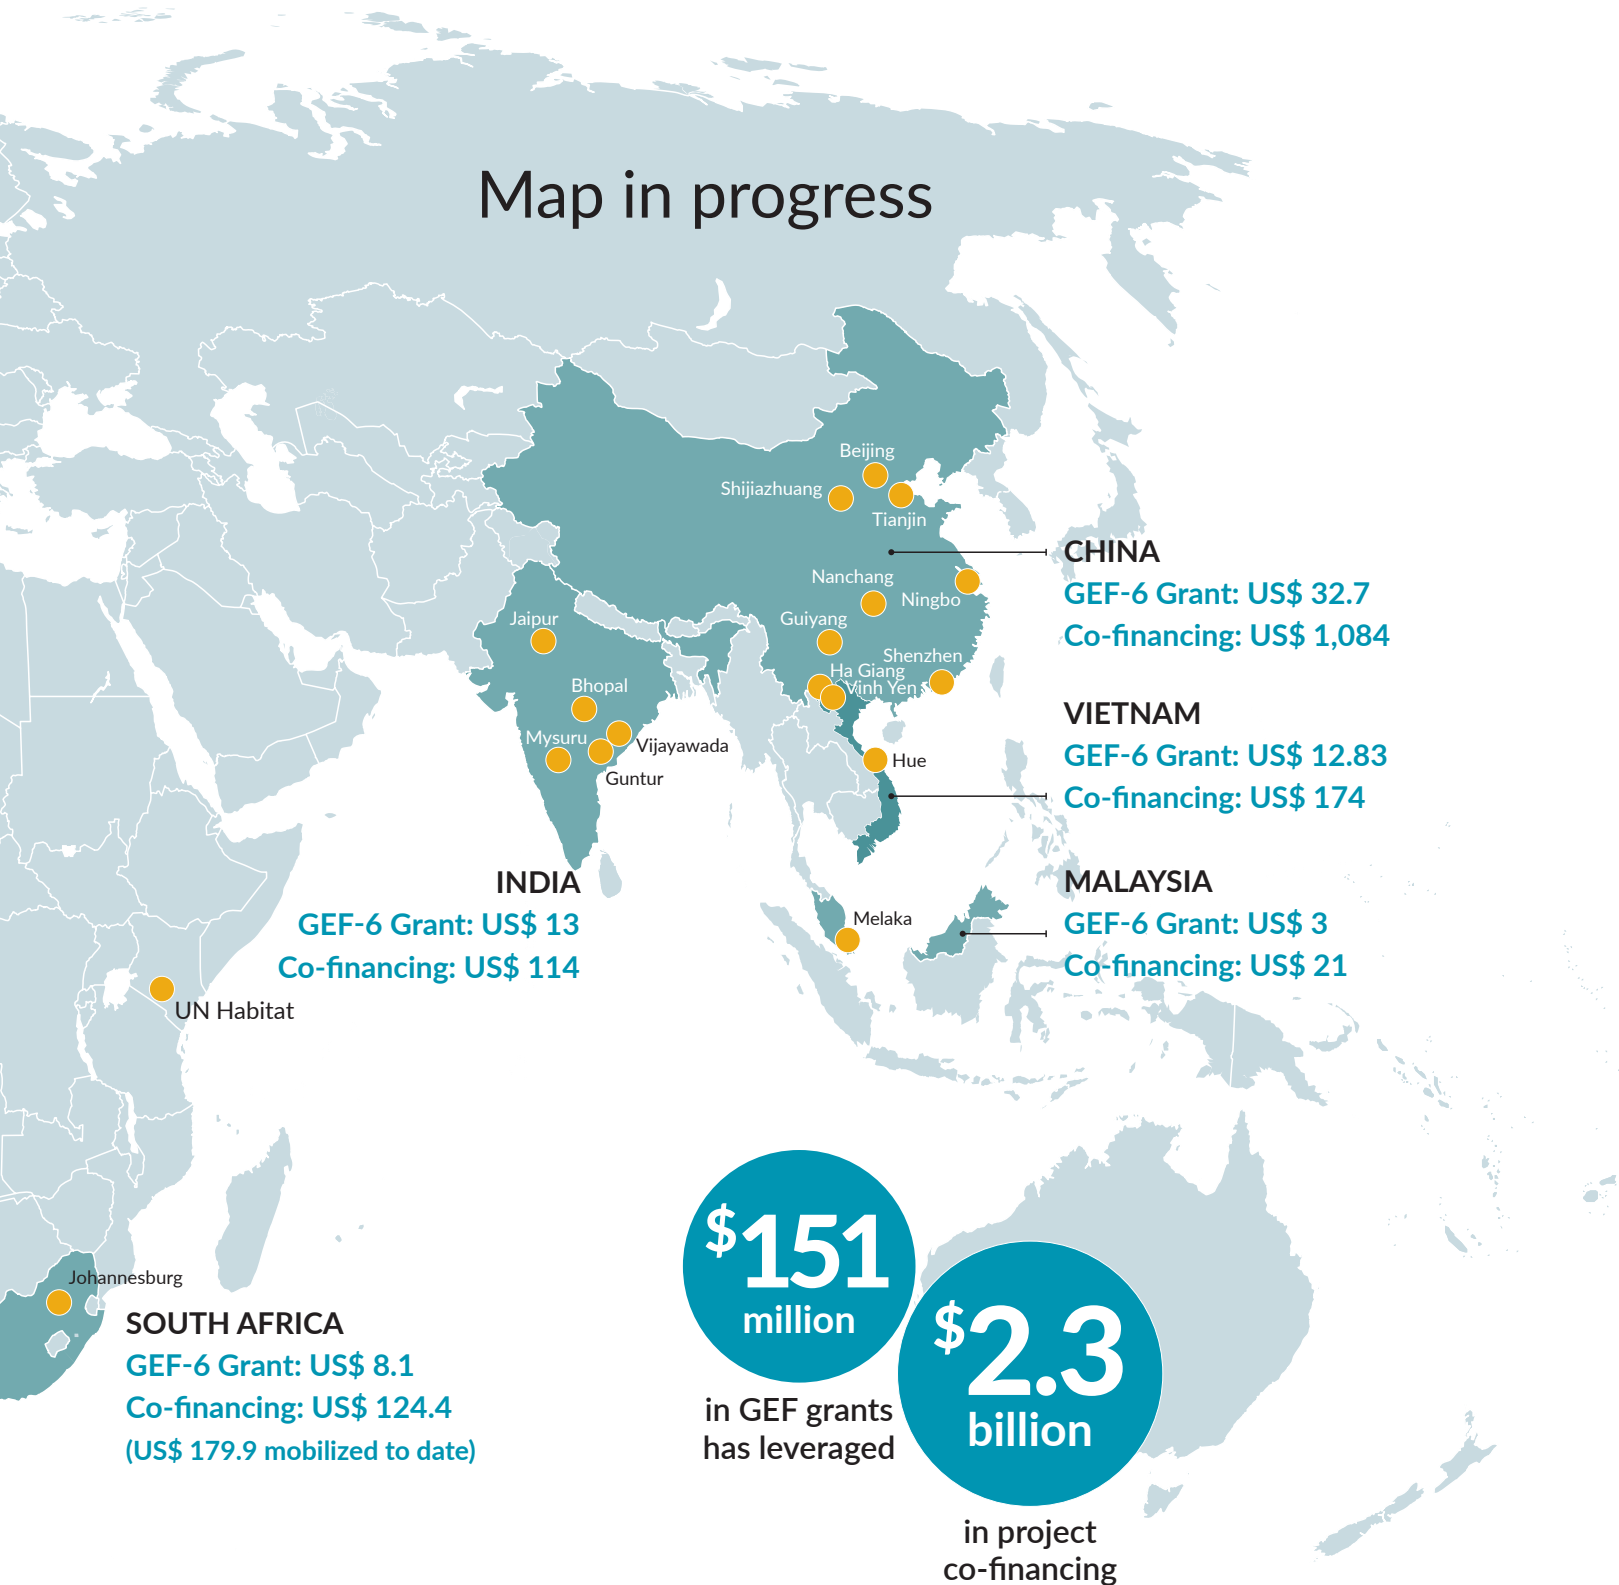 Map in progress
Beijing
Shijiazhuang
Tianjin
Nanchang
Ningbo
Guiyang
Shenzhen
Ha Giang
Vinh Yen
CHINA
GEF-6 Grant: US$ 32.7
Co-financing: US$ 1,084
Jaipur
Bhopal
Mysuru
Vijayawada
Guntur
Hue
VIETNAM
GEF-6 Grant: US$ 12.83
Co-financing: US$ 174
INDIA
GEF-6 Grant: US$ 13
Co-financing: US$ 114
Melaka
MALAYSIA
GEF-6 Grant: US$ 3
Co-financing: US$ 21
UN Habitat
Johannesburg
SOUTH AFRICA
GEF-6 Grant: US$ 8.1
Co-financing: US$ 124.4
(US$ 179.9 mobilized to date)
$151
million
in GEF grants
has leveraged
$2.3
billion
in project
co-financing